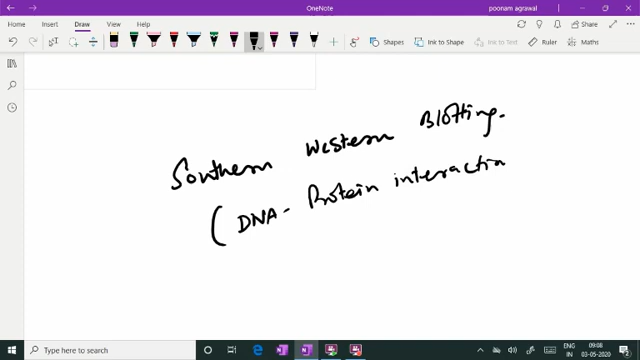 OneNote
poonam agrawal
Home Insert Draw View Help Share
Shapes Ink to Shape Ink to Text Ruler Maths
Southern Western Blotting.
(DNA - Protein interactin
Type here to search
ENG
IN
09:08
03-05-2020